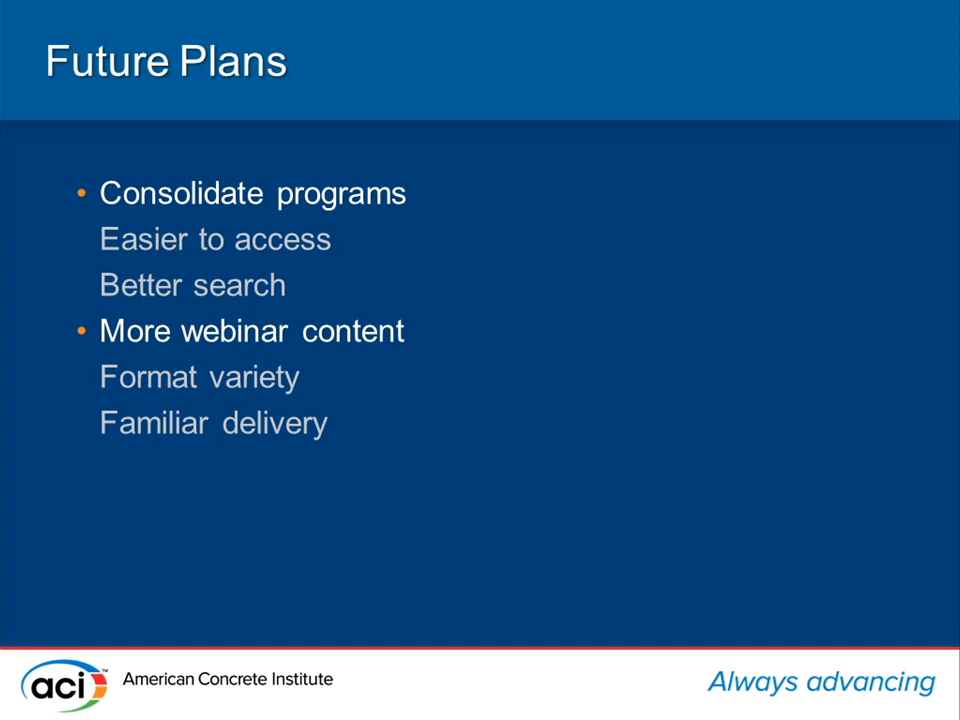 Future Plans
• Consolidate programs
Easier to access
Better search
• More webinar content
Format variety
Familiar delivery
aci™ American Concrete Institute
Always advancing